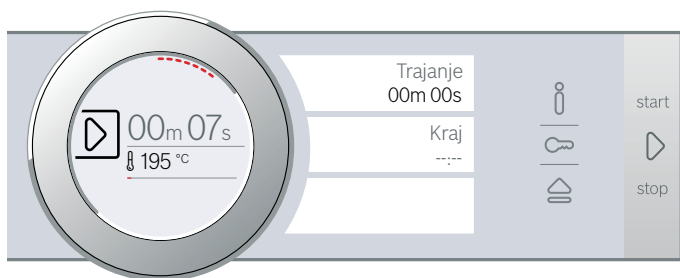 00m 07s
195 °C
Trajanje
00m 00s
Kraj
--:--
start
stop